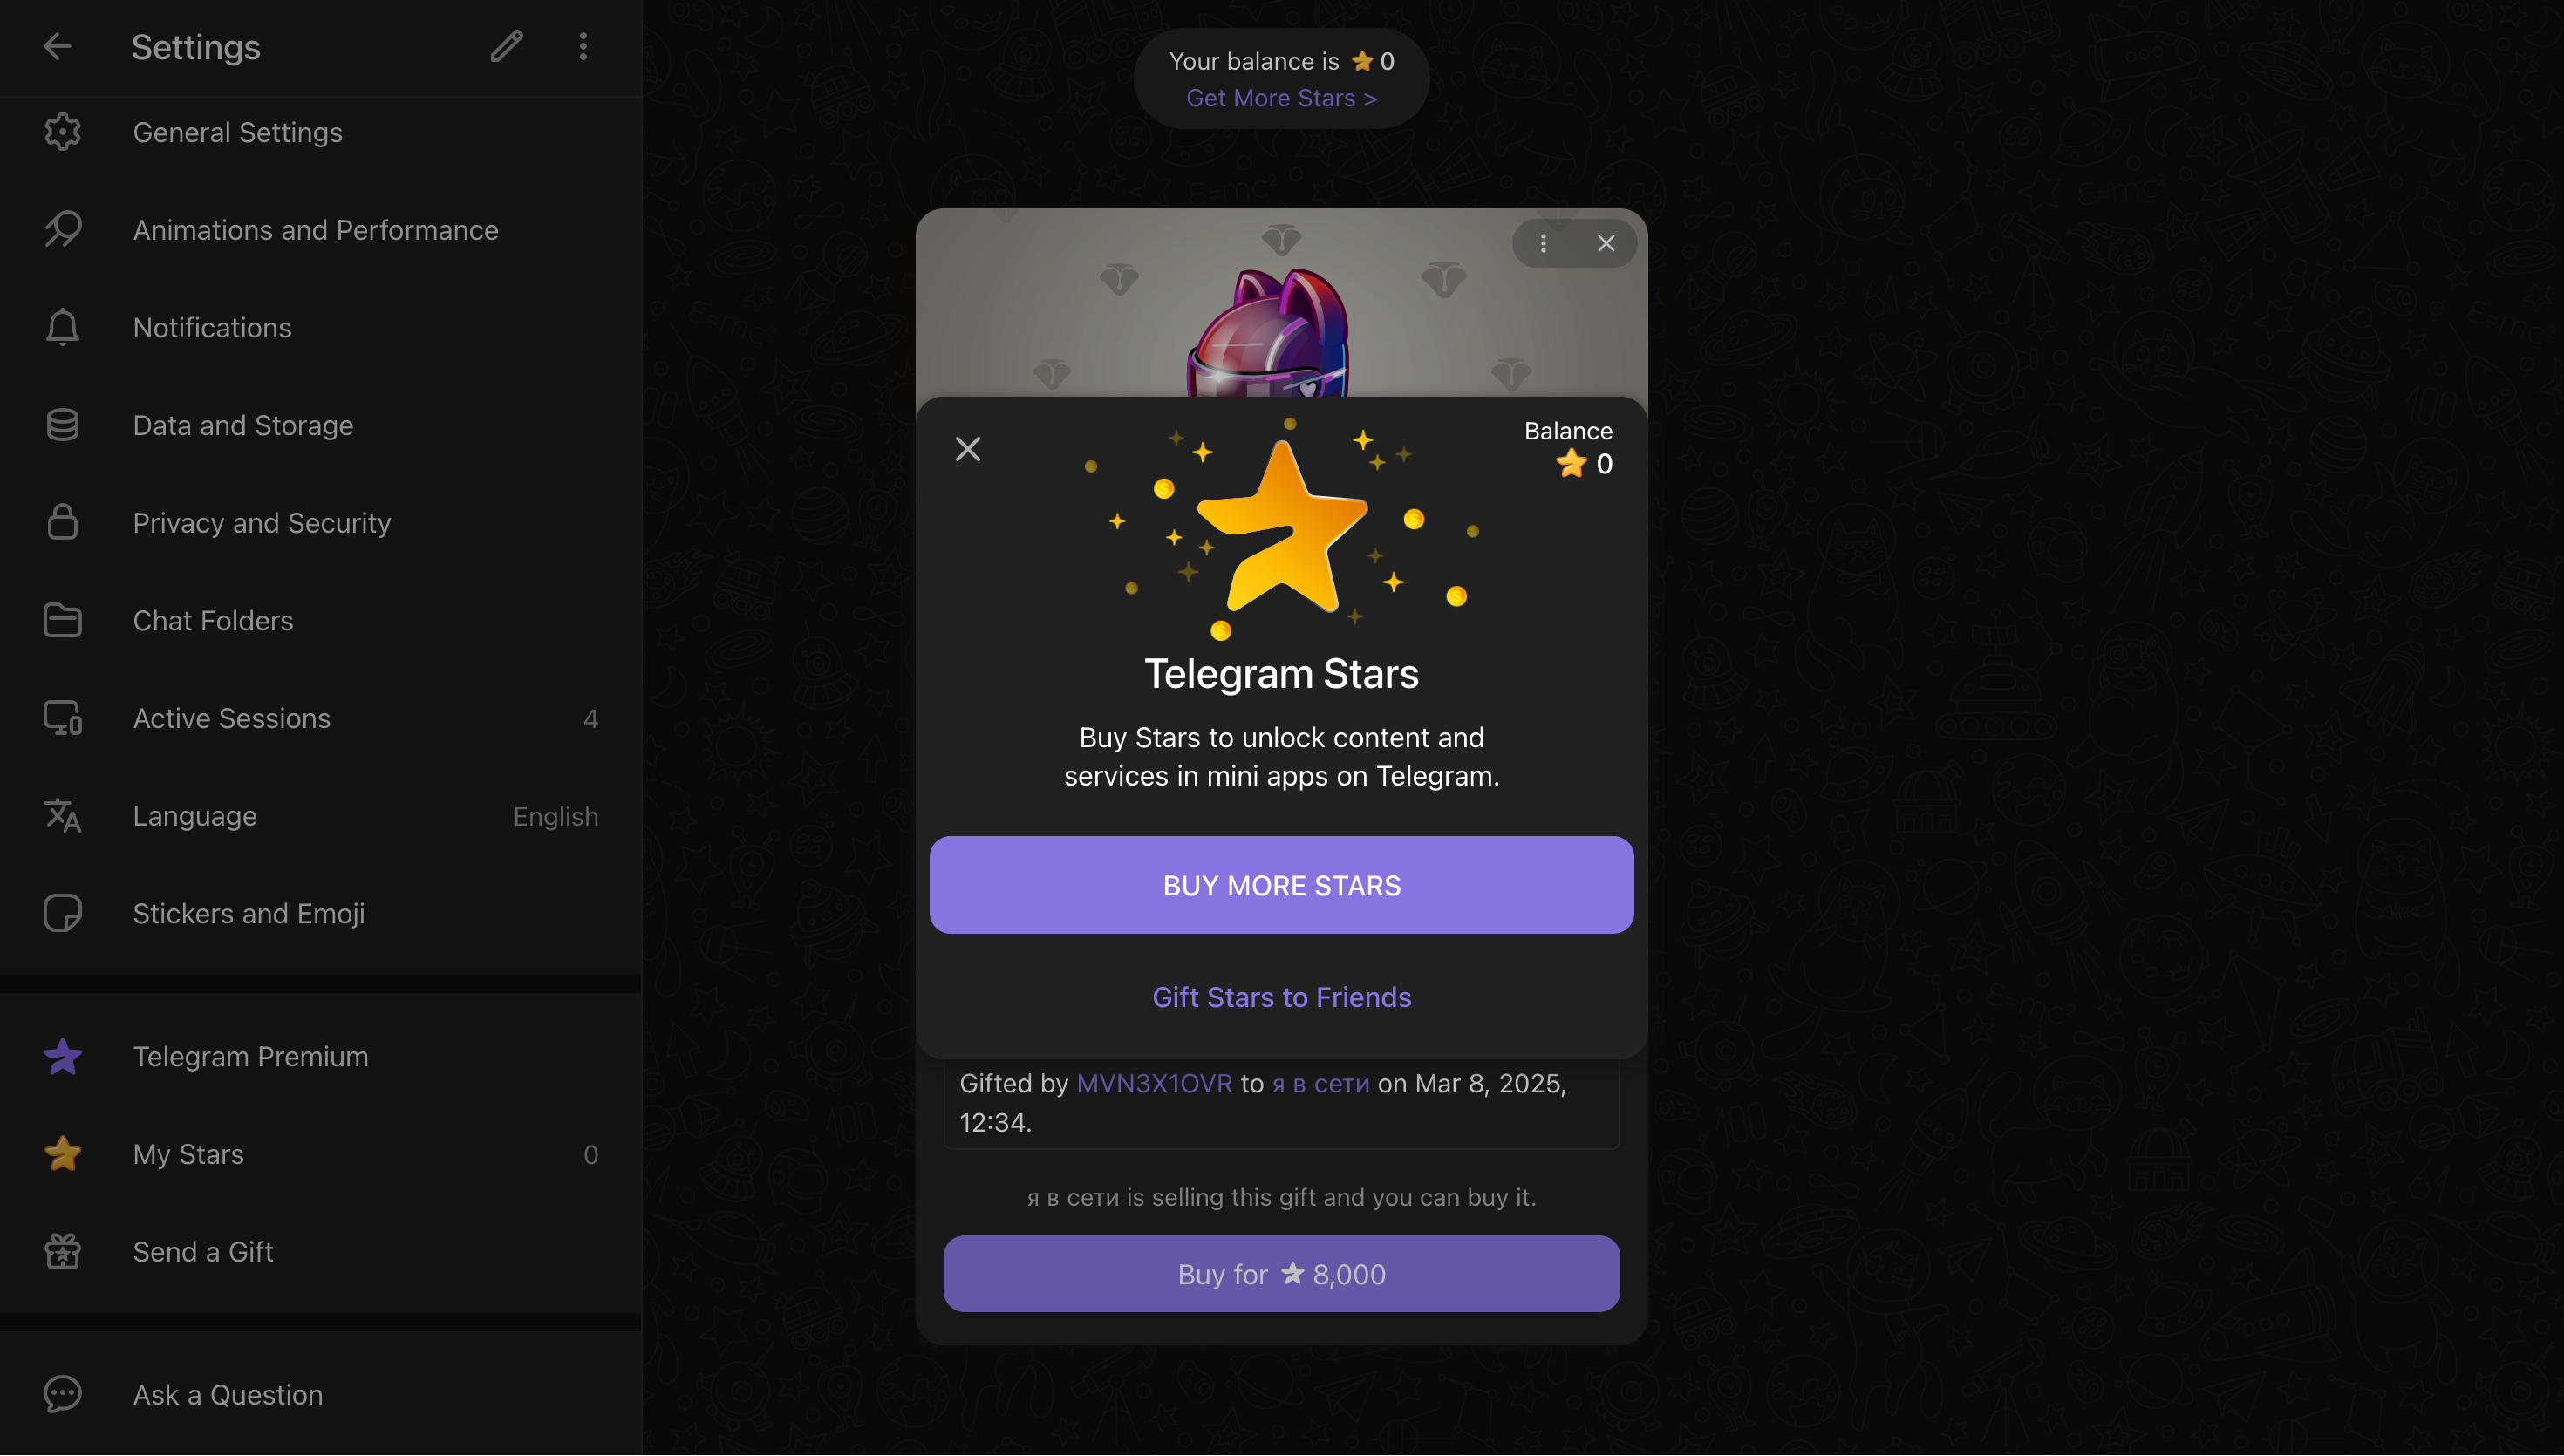 Settings
General Settings
Animations and Performance
Notifications
Data and Storage
Privacy and Security
Chat Folders
Active Sessions 4
Language English
Stickers and Emoji
Telegram Premium
My Stars 0
Send a Gift
Ask a Question
Your balance is 0
Get More Stars >
Balance
0
Telegram Stars
Buy Stars to unlock content and
services in mini apps on Telegram.
BUY MORE STARS
Gift Stars to Friends
Gifted by MVN3X1OVR to я в сети on Mar 8, 2025,
12:34.
я в сети is selling this gift and you can buy it.
Buy for 8,000